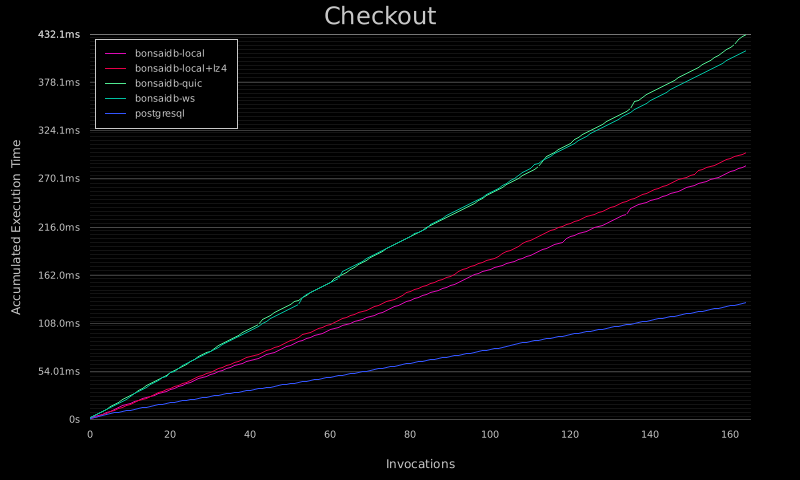 Checkout
432.1ms
378.1ms
324.1ms
270.1ms
216.0ms
162.0ms
108.0ms
54.01ms
0s
bonsaidb-local
bonsaidb-local+lz4
bonsaidb-quic
bonsaidb-ws
postgresql
Accumulated Execution Time
0 20 40 60 80 100 120 140 160
Invocations